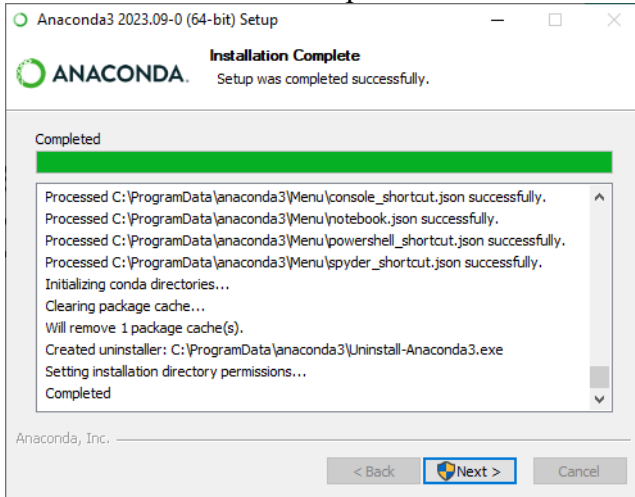 Anaconda3 2023.09-0 (64-bit) Setup
Installation Complete
ANACONDA.
Setup was completed successfully.
Completed
Processed C:\ProgramData\anaconda3\Menu\console_shortcut.json successfully.
Processed C:\ProgramData\anaconda3\Menu\notebook.json successfully.
Processed C:\ProgramData\anaconda3\Menu\powershell_shortcut.json successfully.
Processed C:\ProgramData\anaconda3\Menu\spyder_shortcut.json successfully.
Initializing conda directories...
Clearing package cache...
Will remove 1 package cache(s).
Created uninstaller: C:\ProgramData\anaconda3\Uninstall-Anaconda3.exe
Setting installation directory permissions...
Completed
Anaconda, Inc.
< Back Next > Cancel